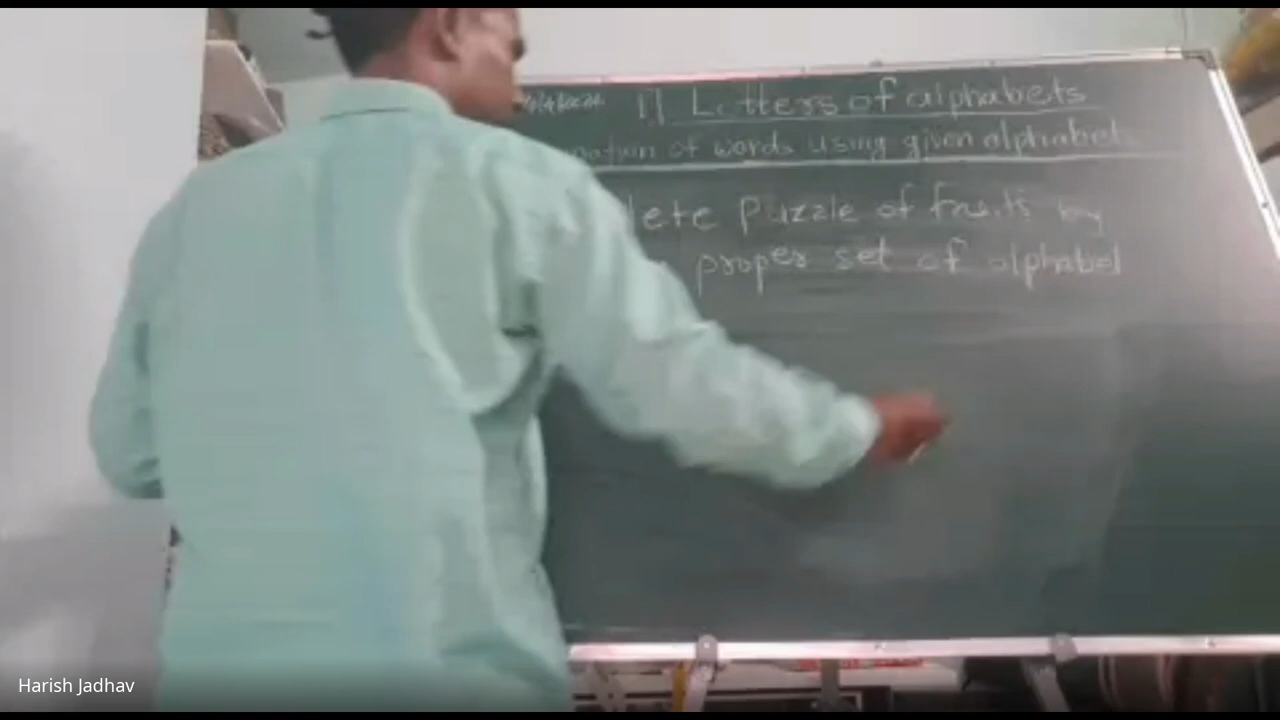 1] Letters of alphabets
of words using given alphabet
lete puzzle of fruits by
proper set of alphabet
Harish Jadhav